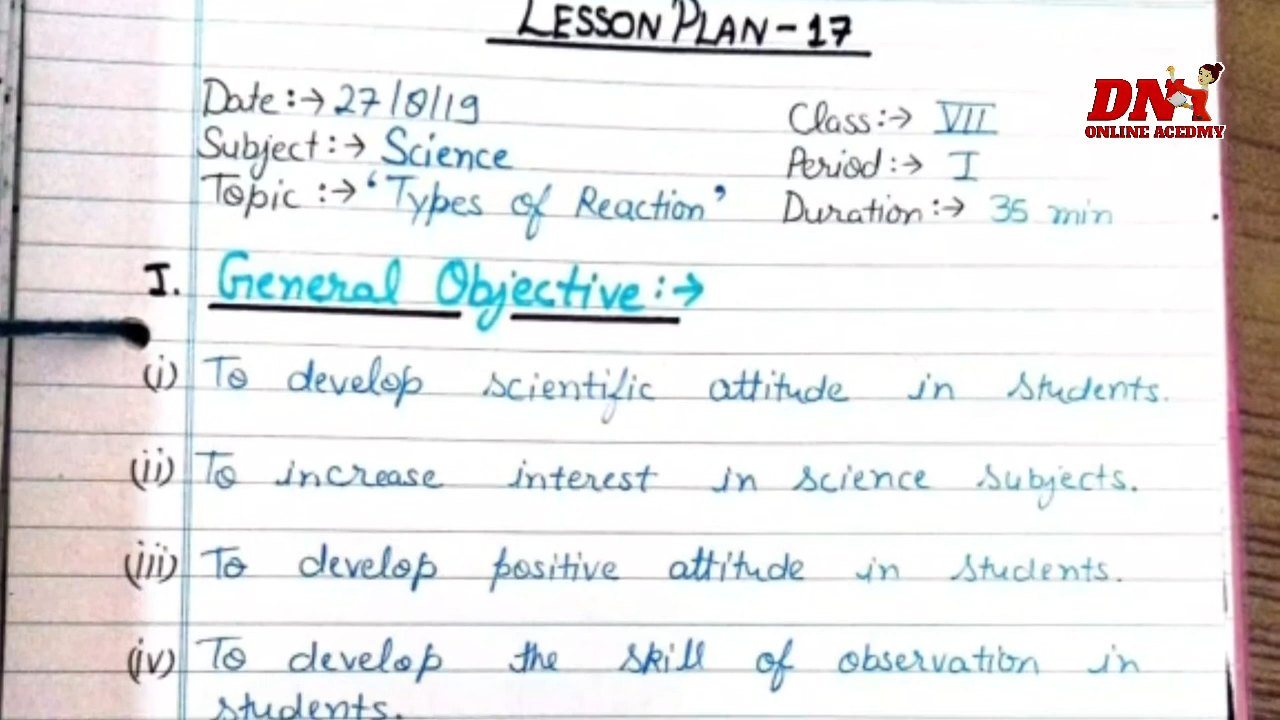 LESSON PLAN - 17
DNA
ONLINE ACEDMY
Date :→ 27/8/19
Class :→ VII
Subject :→ Science
Period :→ I
Topic :→ 'Types of Reaction'
Duration :→ 35 min
I. General Objective :→
(i) To develop scientific attitude in students.
(ii) To increase interest in science subjects.
(iii) To develop positive attitude in students.
(iv) To develop the skill of observation in
students.